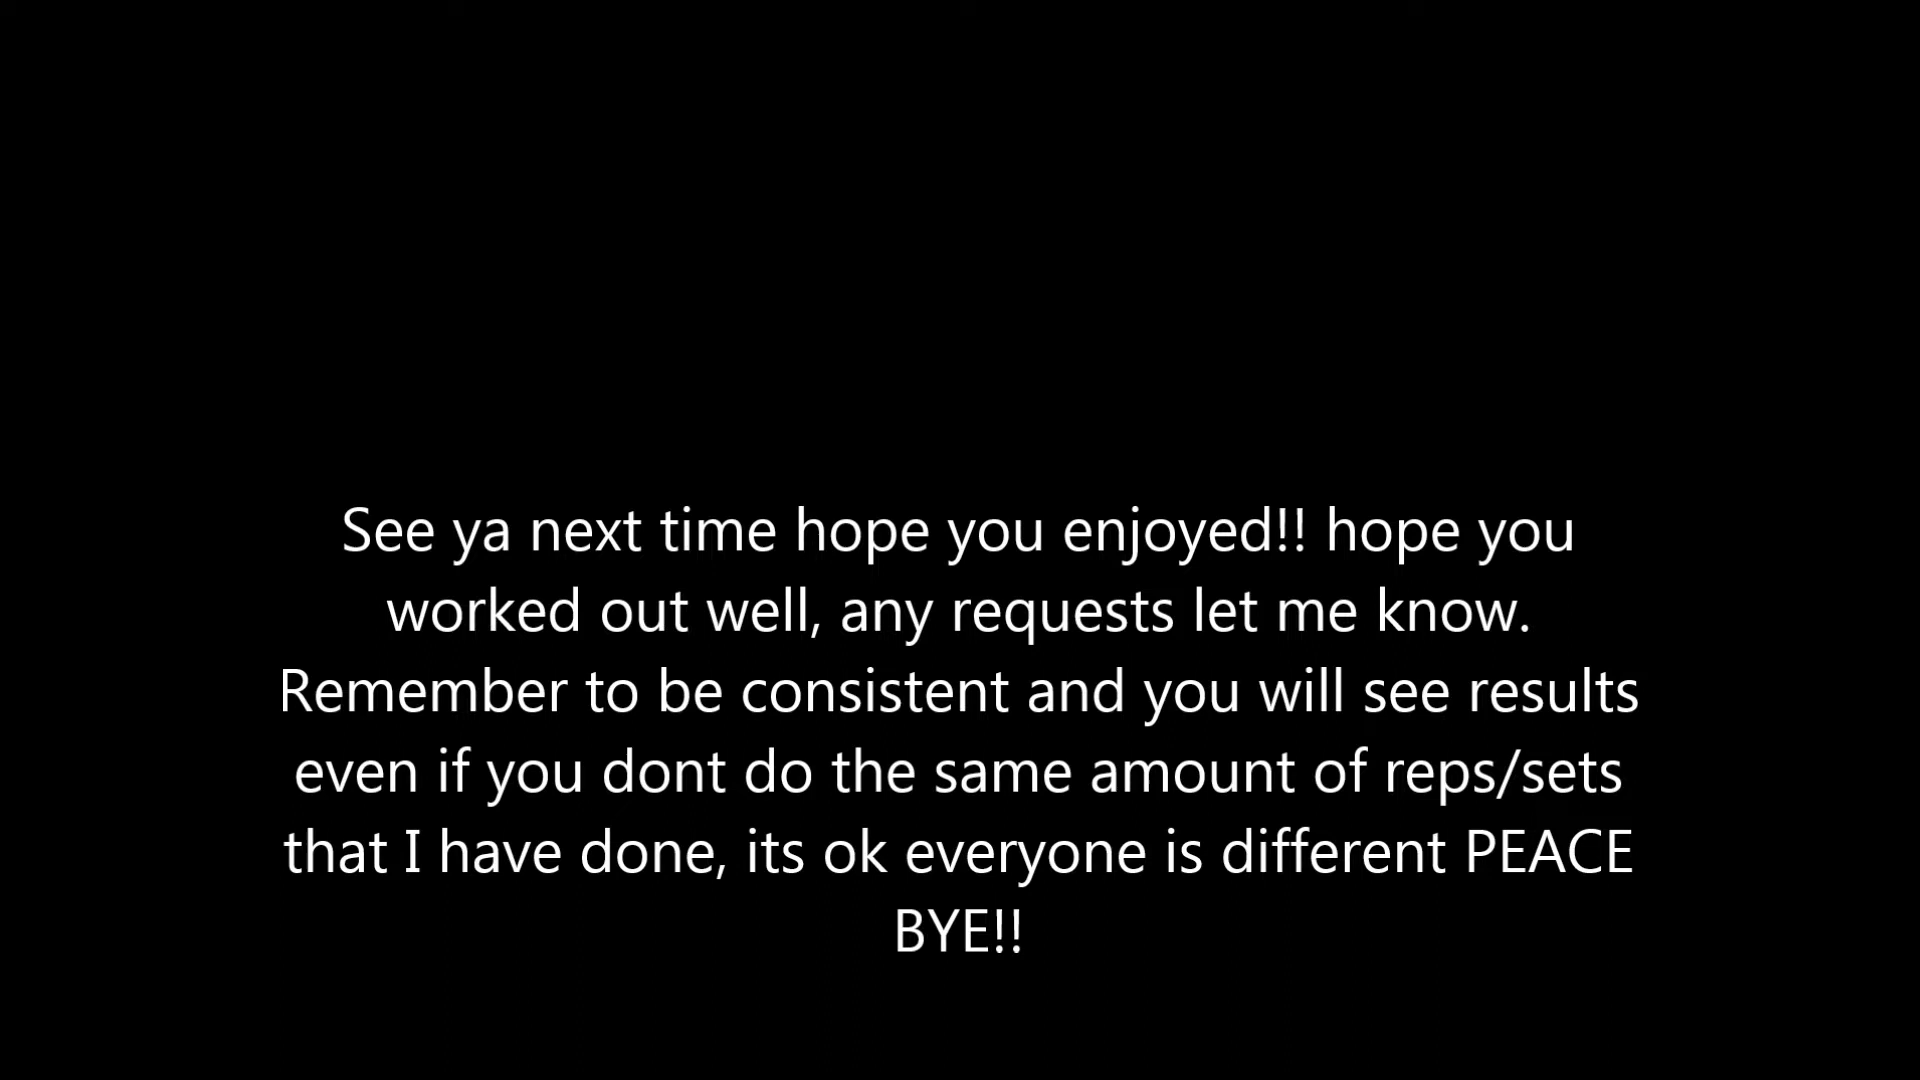 See ya next time hope you enjoyed!! hope you
worked out well, any requests let me know.
Remember to be consistent and you will see results
even if you dont do the same amount of reps/sets
that I have done, its ok everyone is different PEACE
BYE!!